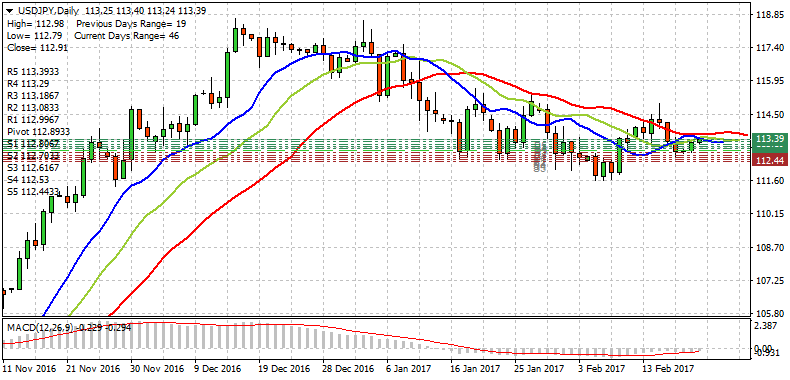 USDJPY,Daily 113,25 113,40 113,24 113,39
High= 112.98 Previous Days Range= 19
Low= 112.79 Current Days Range= 46
Close= 112.91
R5 113.3933
R4 113.29
R3 113.1867
R2 113.0833
R1 112.9967
Pivot 112.8933
S1 112.8067
S2 112.7033
S3 112.6167
S4 112.53
S5 112.4433
118.85
117.40
115.95
114.50
113.39
112.44
111.60
110.15
108.70
107.25
105.80
MACD(12,26,9) -0.229 -0.294
2.387
0.00
-0.931
11 Nov 2016 21 Nov 2016 30 Nov 2016 9 Dec 2016 19 Dec 2016 28 Dec 2016 6 Jan 2017 16 Jan 2017 25 Jan 2017 3 Feb 2017 13 Feb 2017